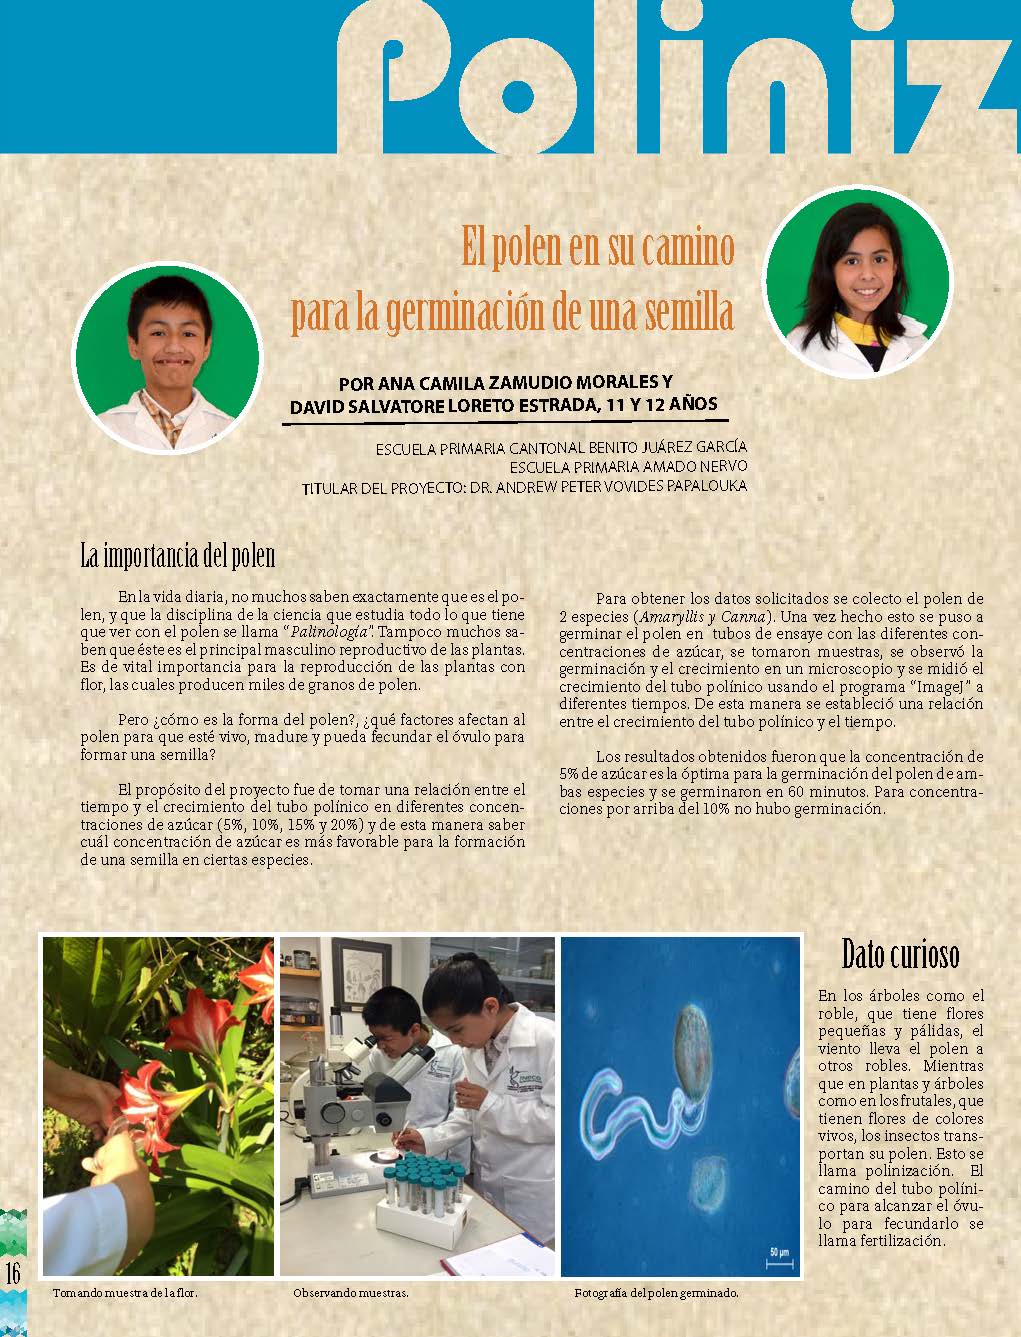 Poliniz
El polen en su camino
para la germinación de una semilla
POR ANA CAMILA ZAMUDIO MORALES Y
DAVID SALVATORE LORETO ESTRADA, 11 Y 12 AÑOS
ESCUELA PRIMARIA CANTONAL BENITO JUÁREZ GARCÍA
ESCUELA PRIMARIA AMADO NERVO
TITULAR DEL PROYECTO: DR. ANDREW PETER VOVIDES PAPALOUKA
La importancia del polen
En la vida diaria, no muchos saben exactamente que es el po-
len, y que la disciplina de la ciencia que estudia todo lo que tiene
que ver con el polen se llama “Palinología”. Tampoco muchos sa-
ben que éste es el principal masculino reproductivo de las plantas.
Es de vital importancia para la reproducción de las plantas con
flor, las cuales producen miles de granos de polen.
Pero ¿cómo es la forma del polen?, ¿qué factores afectan al
polen para que esté vivo, madure y pueda fecundar el óvulo para
formar una semilla?
El propósito del proyecto fue de tomar una relación entre el
tiempo y el crecimiento del tubo polínico en diferentes concen-
traciones de azúcar (5%, 10%, 15% y 20%) y de esta manera saber
cuál concentración de azúcar es más favorable para la formación
de una semilla en ciertas especies.
Para obtener los datos solicitados se colecto el polen de
2 especies (Amaryllis y Canna). Una vez hecho esto se puso a
germinar el polen en tubos de ensaye con las diferentes con-
centraciones de azúcar, se tomaron muestras, se observó la
germinación y el crecimiento en un microscopio y se midió el
crecimiento del tubo polínico usando el programa “ImageJ” a
diferentes tiempos. De esta manera se estableció una relación
entre el crecimiento del tubo polínico y el tiempo.
Los resultados obtenidos fueron que la concentración de
5% de azúcar es la óptima para la germinación del polen de am-
bas especies y se germinaron en 60 minutos. Para concentra-
ciones por arriba del 10% no hubo germinación.
Dato curioso
En los árboles como el
roble, que tiene flores
pequeñas y pálidas, el
viento lleva el polen a
otros robles. Mientras
que en plantas y árboles
como en los frutales, que
tienen flores de colores
vivos, los insectos trans-
portan su polen. Esto se
llama polinización. El
camino del tubo políni-
co para alcanzar el óvu-
lo para fecundarlo se
llama fertilización.
50 µm
16
Tomando muestra de la flor.
Observando muestras.
Fotografía del polen germinado.